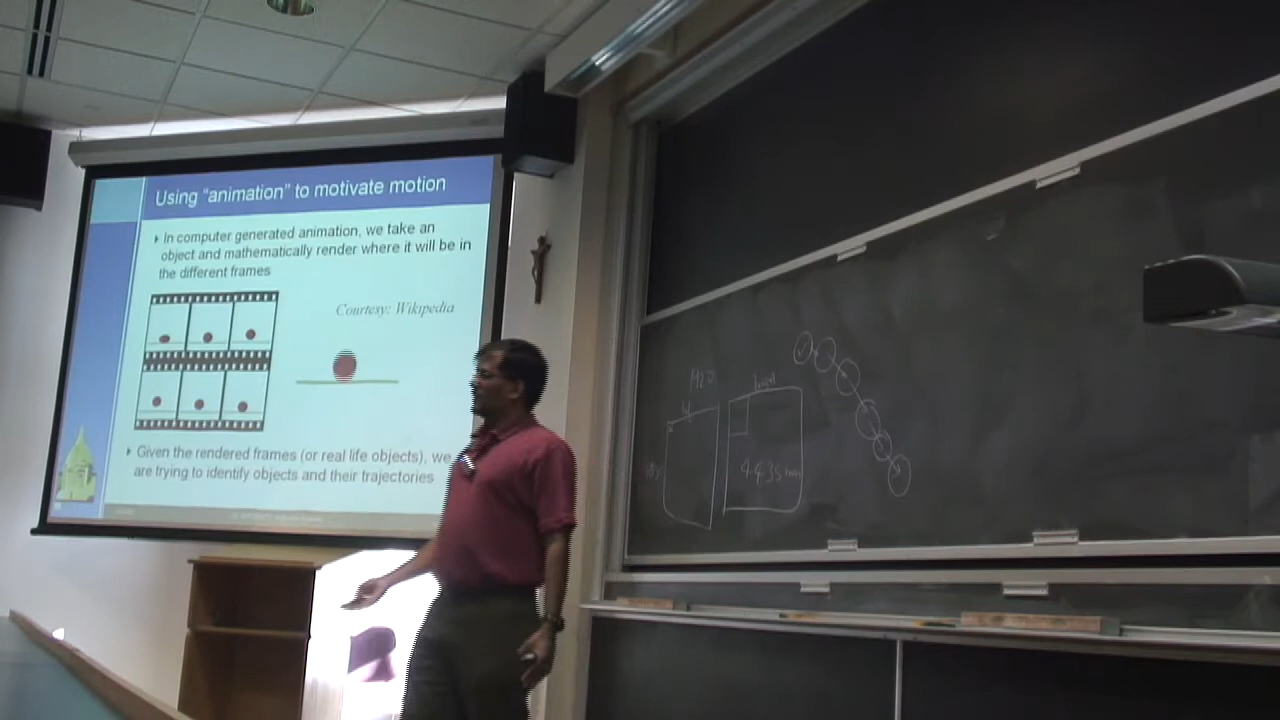 Using “animation” to motivate motion
In computer generated animation, we take an
object and mathematically render where it will be in
the different frames
Courtesy: Wikipedia
Given the rendered frames (or real life objects), we
are trying to identify objects and their trajectories
1920